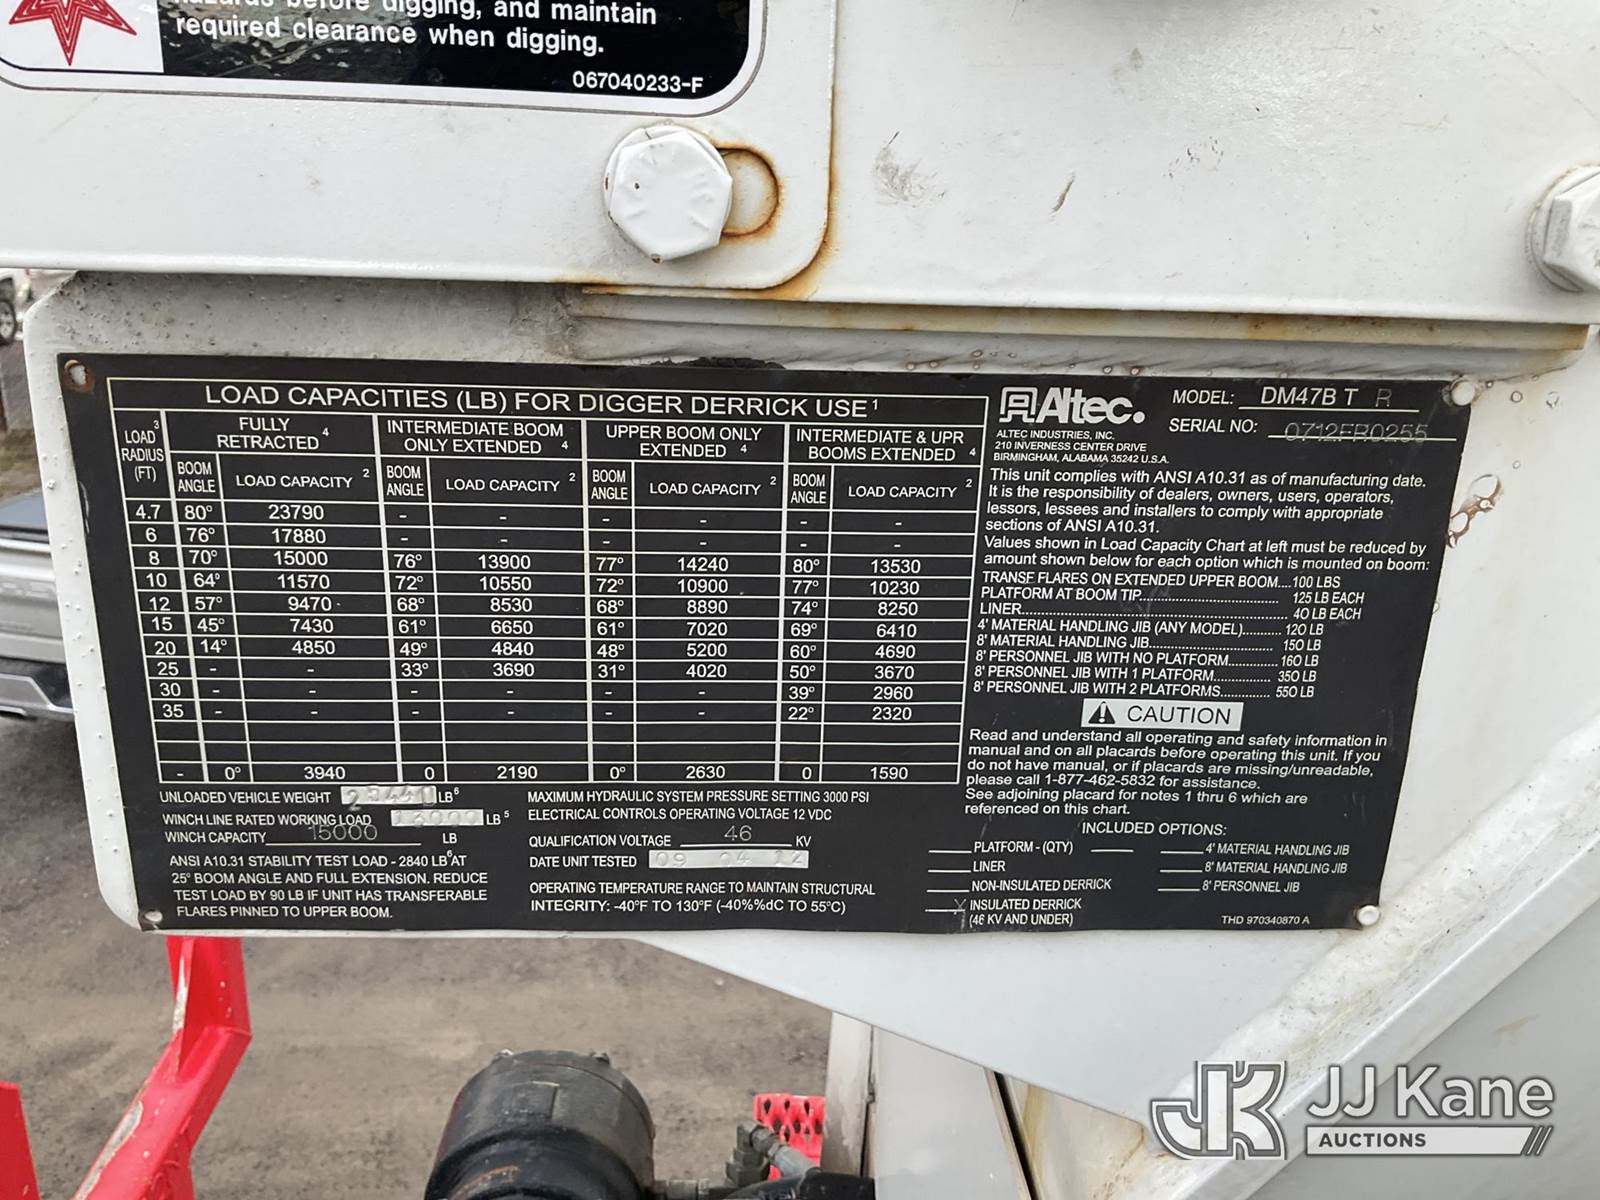 hazards before digging, and maintain
required clearance when digging.
067040233-F
LOAD CAPACITIES (LB) FOR DIGGER DERRICK USE 1
LOAD 3 RADIUS (FT) FULLY RETRACTED 4 INTERMEDIATE BOOM ONLY EXTENDED 4 UPPER BOOM ONLY EXTENDED 4 INTERMEDIATE & UPR BOOMS EXTENDED 4
BOOM ANGLE LOAD CAPACITY 2 BOOM ANGLE LOAD CAPACITY 2 BOOM ANGLE LOAD CAPACITY 2 BOOM ANGLE LOAD CAPACITY 2
4.7 80° 23790 - - - - - -
6 76° 17880 - - - - - -
8 70° 15000 76° 13900 77° 14240 80° 13530
10 64° 11570 72° 10550 72° 10900 77° 10230
12 57° 9470 68° 8530 68° 8890 74° 8250
15 45° 7430 61° 6650 61° 7020 69° 6410
20 14° 4850 49° 4840 48° 5200 60° 4690
25 - - 33° 3690 31° 4020 50° 3670
30 - - - - - - 39° 2960
35 - - - - - - 22° 2320
- 0° 3940 0 2190 0° 2630 0 1590
UNLOADED VEHICLE WEIGHT LB 6
WINCH LINE RATED WORKING LOAD LB 5
WINCH CAPACITY 15000 LB
ANSI A10.31 STABILITY TEST LOAD - 2840 LB 6 AT
25° BOOM ANGLE AND FULL EXTENSION. REDUCE
TEST LOAD BY 90 LB IF UNIT HAS TRANSFERABLE
FLARES PINNED TO UPPER BOOM.
MAXIMUM HYDRAULIC SYSTEM PRESSURE SETTING 3000 PSI
ELECTRICAL CONTROLS OPERATING VOLTAGE 12 VDC
QUALIFICATION VOLTAGE 46 KV
DATE UNIT TESTED 09 04 12
OPERATING TEMPERATURE RANGE TO MAINTAIN STRUCTURAL
INTEGRITY: -40°F TO 130°F (-40%%dC TO 55°C)
Altec.
ALTEC INDUSTRIES, INC.
210 INVERNESS CENTER DRIVE
BIRMINGHAM, ALABAMA 35242 U.S.A.
MODEL: DM47B T R
SERIAL NO: 0712FR0255
This unit complies with ANSI A10.31 as of manufacturing date.
It is the responsibility of dealers, owners, users, operators,
lessors, lessees and installers to comply with appropriate
sections of ANSI A10.31.
Values shown in Load Capacity Chart at left must be reduced by
amount shown below for each option which is mounted on boom:
TRANSF FLARES ON EXTENDED UPPER BOOM....100 LBS
PLATFORM AT BOOM TIP............ 125 LB EACH
LINER............ 40 LB EACH
4' MATERIAL HANDLING JIB (ANY MODEL)........... 120 LB
8' MATERIAL HANDLING JIB............ 150 LB
8' PERSONNEL JIB WITH NO PLATFORM............. 160 LB
8' PERSONNEL JIB WITH 1 PLATFORM............... 350 LB
8' PERSONNEL JIB WITH 2 PLATFORMS............. 550 LB
CAUTION
Read and understand all operating and safety information in
manual and on all placards before operating this unit. If you
do not have manual, or if placards are missing/unreadable,
please call 1-877-462-5832 for assistance.
See adjoining placard for notes 1 thru 6 which are
referenced on this chart.
INCLUDED OPTIONS:
PLATFORM - (QTY)
LINER
NON-INSULATED DERRICK
X INSULATED DERRICK
(46 KV AND UNDER)
4' MATERIAL HANDLING JIB
8' MATERIAL HANDLING JIB
8' PERSONNEL JIB
THD 970340870 A
JK JJ Kane
AUCTIONS